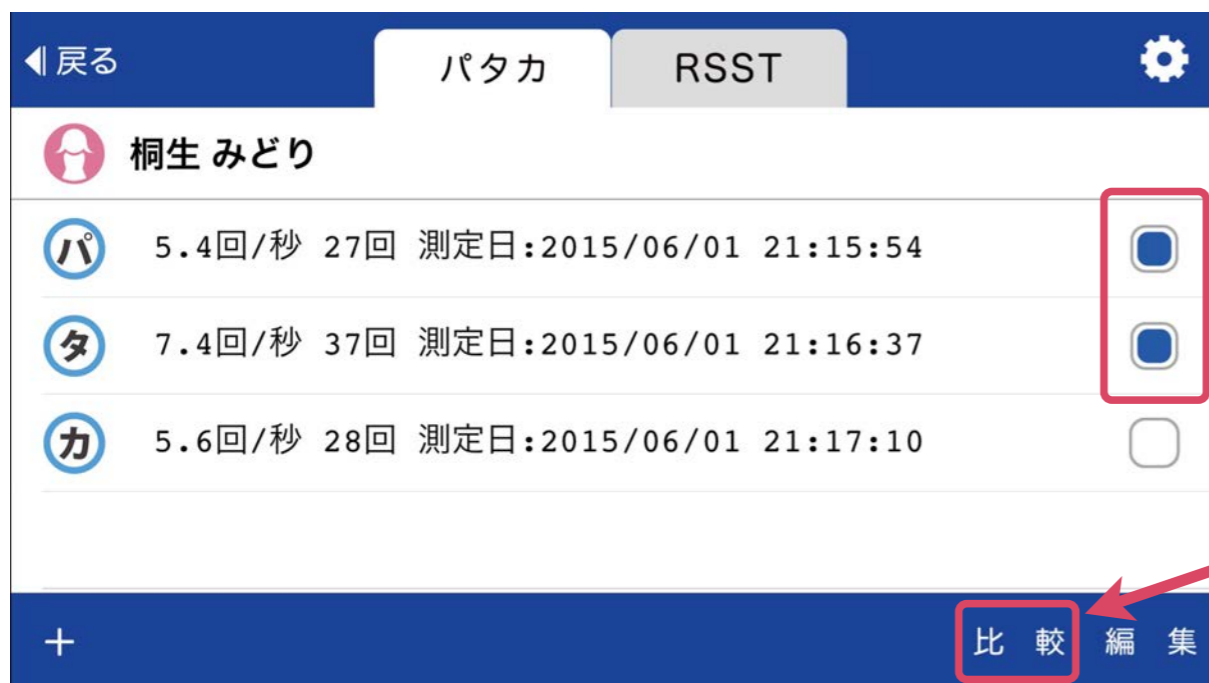 戻る パタカ RSST
桐生 みどり
パ 5.4回/秒 27回 測定日:2015/06/01 21:15:54
タ 7.4回/秒 37回 測定日:2015/06/01 21:16:37
カ 5.6回/秒 28回 測定日:2015/06/01 21:17:10
+ 比較 編集